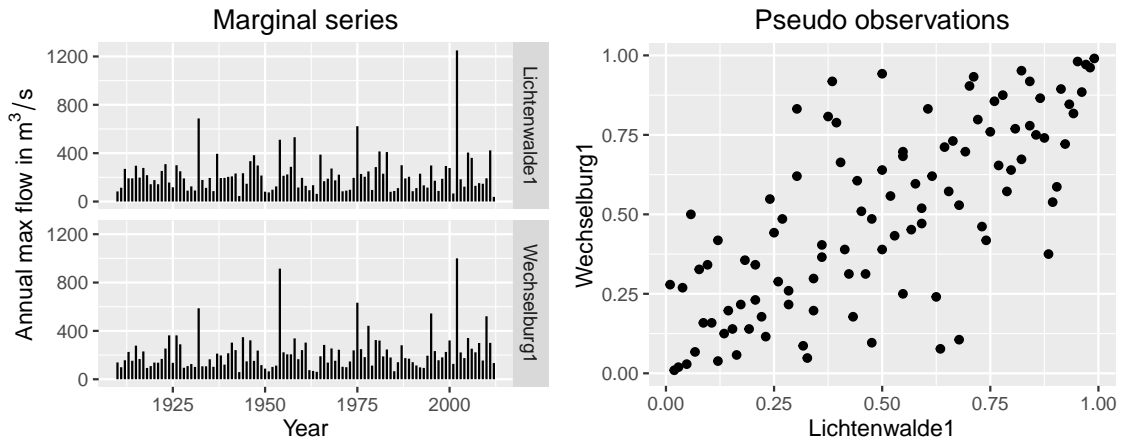 Marginal series
Annual max flow in m³/s
1200
800
400
0
Lichtenwalde1
1200
800
400
0
Wechselburg1
1925
1950
1975
2000
Year
Pseudo observations
Wechselburg1
1.00
0.75
0.50
0.25
0.00
0.00
0.25
0.50
0.75
1.00
Lichtenwalde1